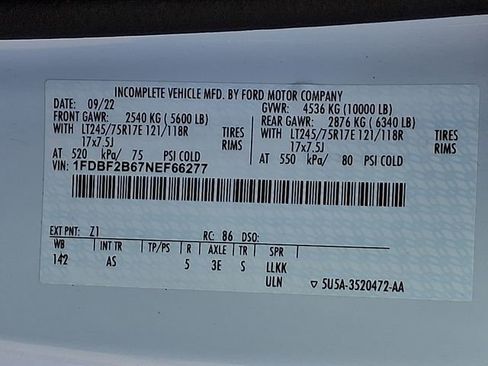 INCOMPLETE VEHICLE MFD. BY FORD MOTOR COMPANY
DATE: 09/22 GVWR: 4536 KG (10000 LB)
FRONT GAWR: 2540 KG (5600 LB) REAR GAWR: 2876 KG (6340 LB)
WITH LT245/75R17E 121/118R TIRES WITH LT245/75R17E 121/118R TIRES
17x7.5J RIMS 17x7.5J RIMS
AT 520 kPa/ 75 PSI COLD AT 550 kPa/ 80 PSI COLD
VIN: 1FDBF2B67NEF66277
EXT PNT: Z1 RC: 86 DSO:
WB INT TR TP/PS R AXLE TR SPR
142 AS 5 3E S LLKK
ULN ▽ 5U5A-3520472-AA